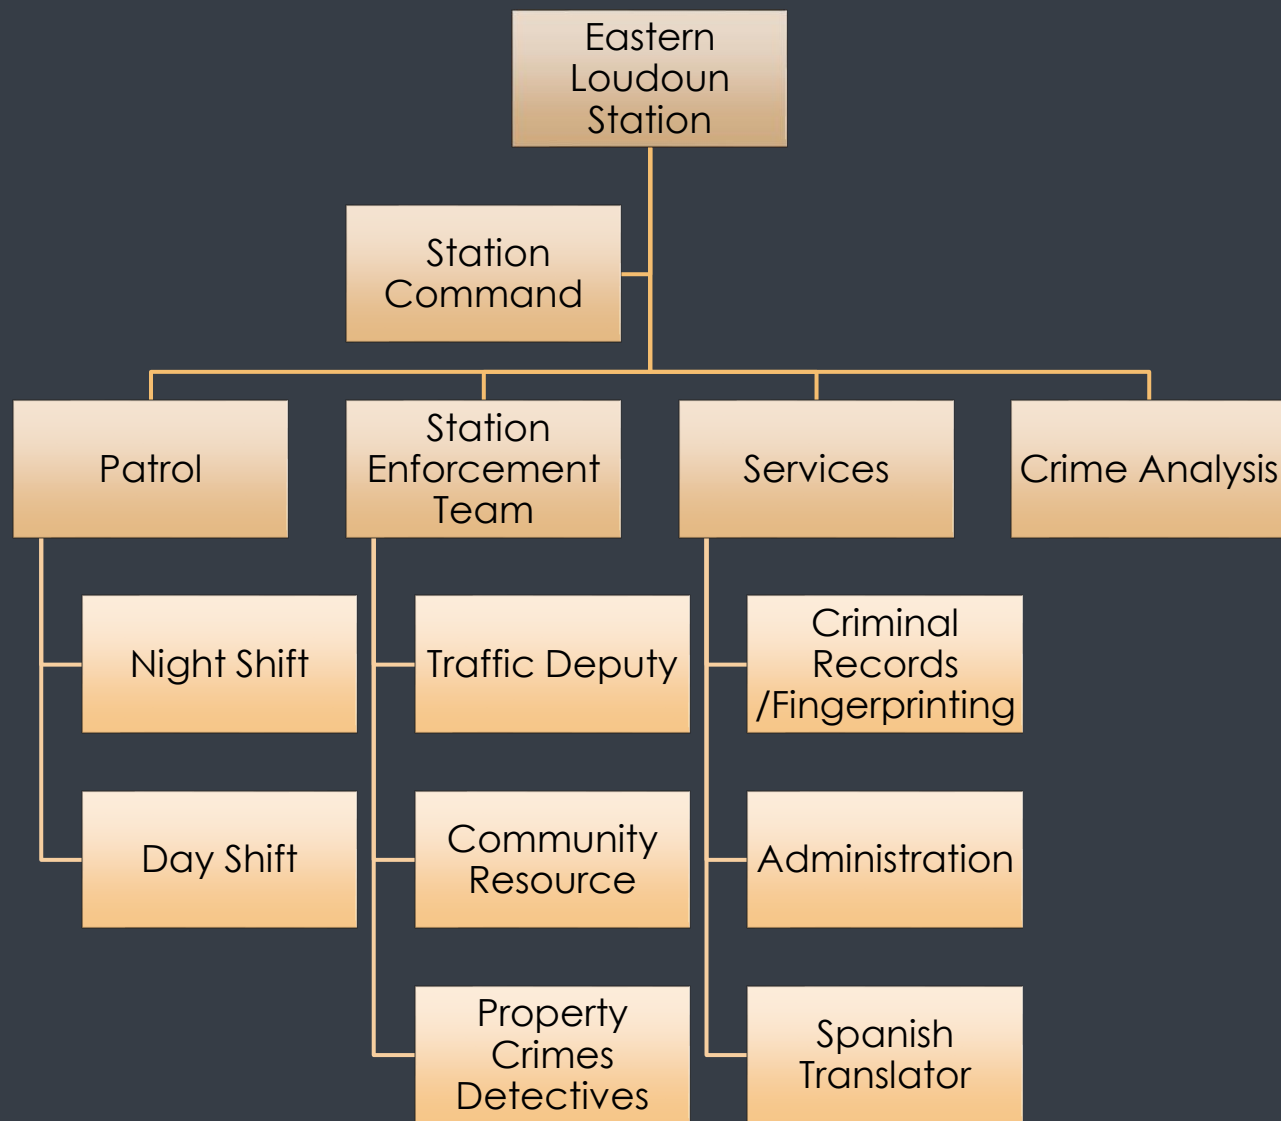 Eastern
Loudoun
Station
Station
Command
Patrol
Station
Enforcement
Team
Services
Crime Analysis
Night Shift
Day Shift
Traffic Deputy
Community
Resource
Property
Crimes
Detectives
Criminal
Records
/Fingerprinting
Administration
Spanish
Translator